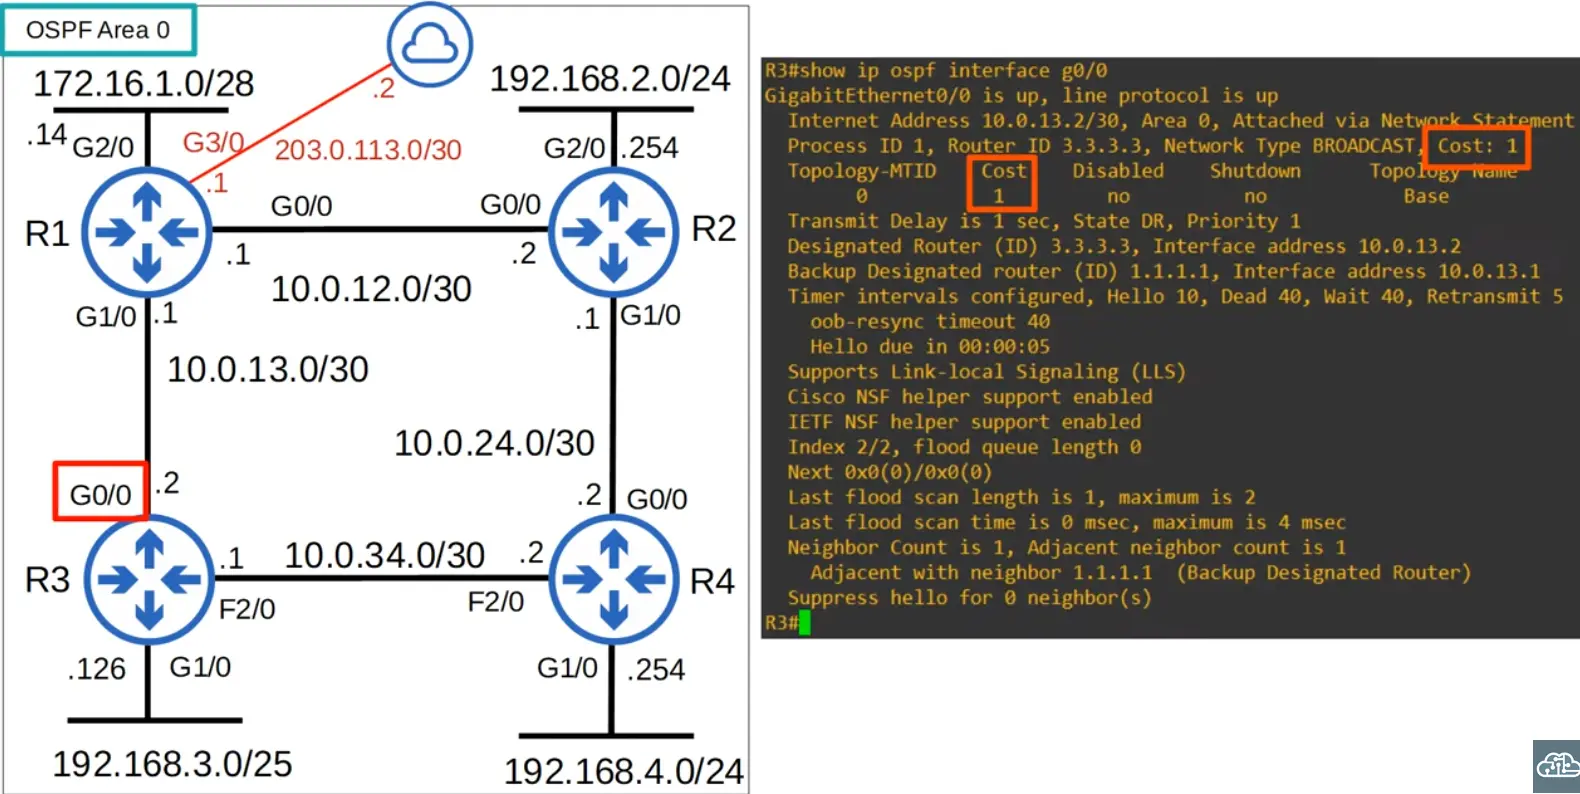 OSPF Area 0
172.16.1.0/28
.2
192.168.2.0/24
.14
G2/0
G3/0
203.0.113.0/30
G2/0
.254
.1
R1
G0/0
G0/0
R2
.1
10.0.12.0/30
.2
G1/0
.1
.1
G1/0
10.0.13.0/30
10.0.24.0/30
G0/0
.2
.2
G0/0
R3
.1
10.0.34.0/30
.2
R4
F2/0
F2/0
.126
G1/0
G1/0
.254
192.168.3.0/25
192.168.4.0/24
R3#show ip ospf interface g0/0
GigabitEthernet0/0 is up, line protocol is up
Internet Address 10.0.13.2/30, Area 0, Attached via Network Statement
Process ID 1, Router ID 3.3.3.3, Network Type BROADCAST, Cost: 1
Topology-MTID Cost Disabled Shutdown Topology Name
0 1 no no Base
Transmit Delay is 1 sec, State DR, Priority 1
Designated Router (ID) 3.3.3.3, Interface address 10.0.13.2
Backup Designated router (ID) 1.1.1.1, Interface address 10.0.13.1
Timer intervals configured, Hello 10, Dead 40, Wait 40, Retransmit 5
oob-resync timeout 40
Hello due in 00:00:05
Supports Link-local Signaling (LLS)
Cisco NSF helper support enabled
IETF NSF helper support enabled
Index 2/2, flood queue length 0
Next 0x0(0)/0x0(0)
Last flood scan length is 1, maximum is 2
Last flood scan time is 0 msec, maximum is 4 msec
Neighbor Count is 1, Adjacent neighbor count is 1
Adjacent with neighbor 1.1.1.1 (Backup Designated Router)
Suppress hello for 0 neighbor(s)
R3#